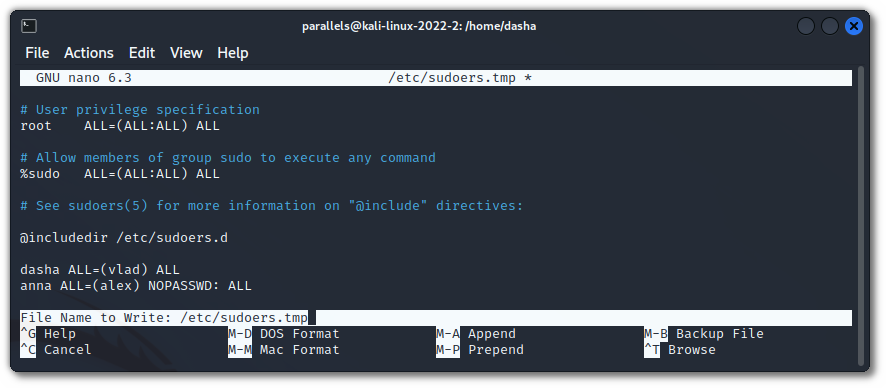 parallels@kali-linux-2022-2: /home/dasha
File Actions Edit View Help
GNU nano 6.3 /etc/sudoers.tmp *
# User privilege specification
root ALL=(ALL:ALL) ALL
# Allow members of group sudo to execute any command
%sudo ALL=(ALL:ALL) ALL
# See sudoers(5) for more information on "@include" directives:
@includedir /etc/sudoers.d
dasha ALL=(vlad) ALL
anna ALL=(alex) NOPASSWD: ALL
File Name to Write: /etc/sudoers.tmp
^G Help M-D DOS Format M-A Append M-B Backup File
^C Cancel M-M Mac Format M-P Prepend ^T Browse